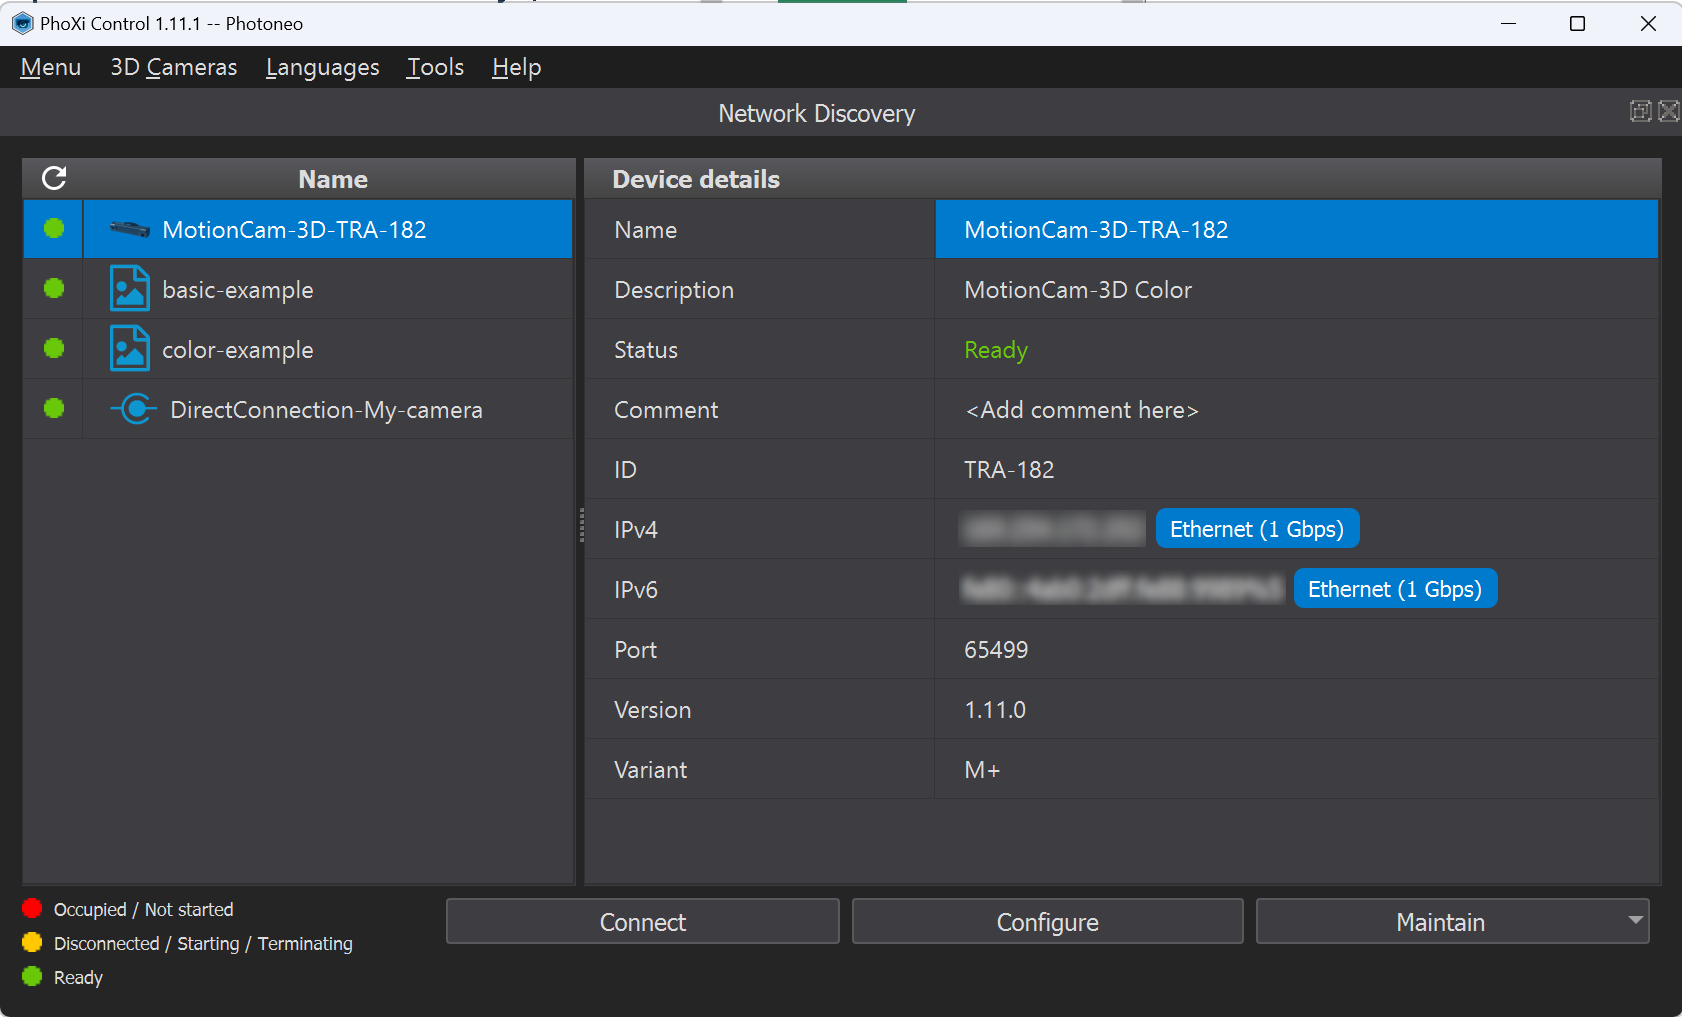 PhoXi Control 1.11.1 -- Photoneo
Menu 3D Cameras Languages Tools Help
Network Discovery
Name
MotionCam-3D-TRA-182
basic-example
color-example
DirectConnection-My-camera
Device details
Name MotionCam-3D-TRA-182
Description MotionCam-3D Color
Status Ready
Comment <Add comment here>
ID TRA-182
IPv4 Ethernet (1 Gbps)
IPv6 Ethernet (1 Gbps)
Port 65499
Version 1.11.0
Variant M+
Occupied / Not started
Disconnected / Starting / Terminating
Ready
Connect Configure Maintain